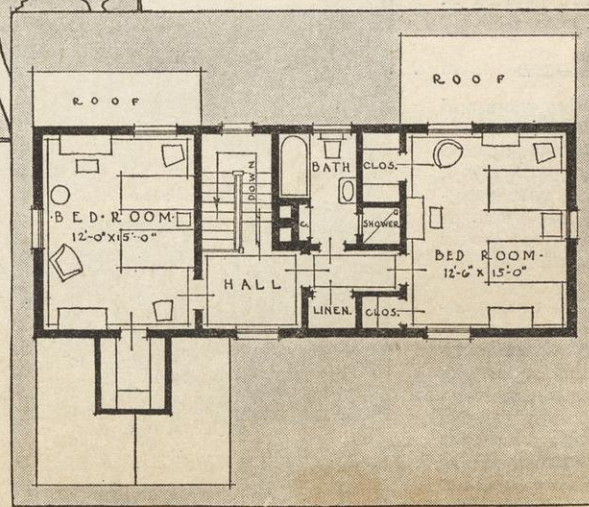 ROOF
ROOF
DOWN
BATH
CLOS.
·BED·ROOM·
12'-0" X 15'-0"
C.
SHOWER
BED ROOM·
12'-6" X 15'-0"
HALL
LINEN.
CLOS.